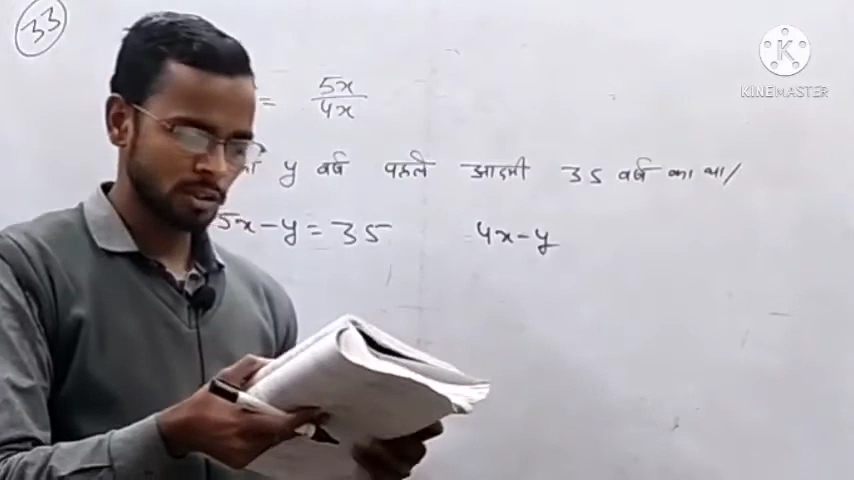 33
= 5x/4x
y वर्ष पहले आदमी 35 वर्ष का था/
5x-y=35 4x-y
K
KINEMASTER